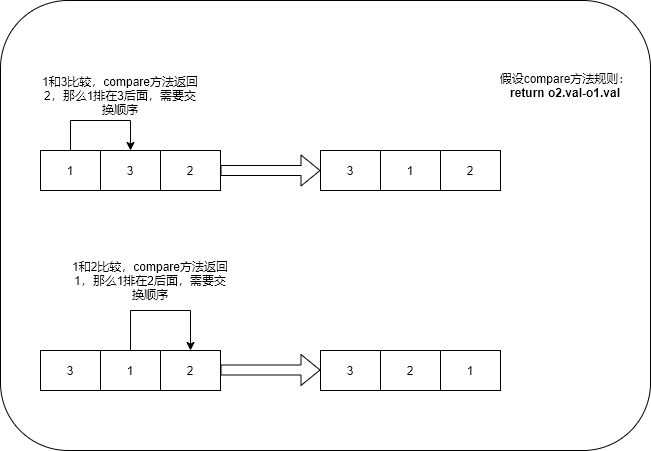 1和3比较，compare方法返回
2，那么1排在3后面，需要交
换顺序
假设compare方法规则：
return o2.val-o1.val
1 3 2
3 1 2
1和2比较，compare方法返回
1，那么1排在2后面，需要交
换顺序
3 1 2
3 2 1